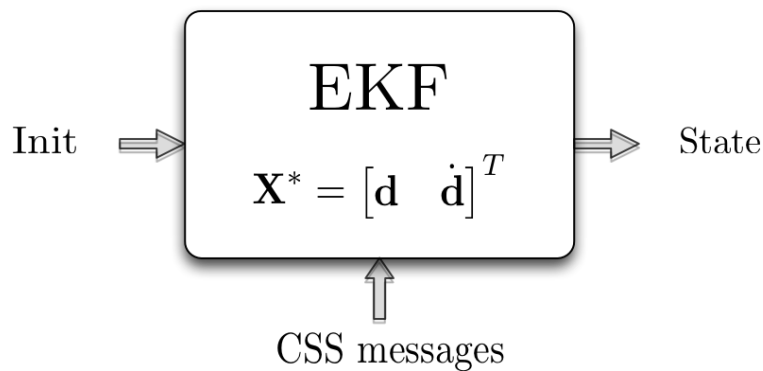 EKF
Init
State
𝐗* = [𝐝 𝐝̇]ᵀ
CSS messages